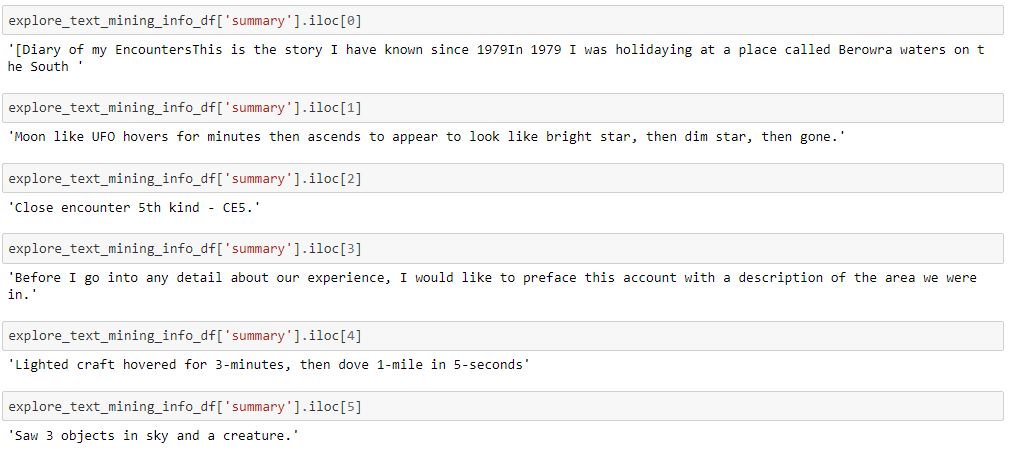 explore_text_mining_info_df['summary'].iloc[0]
'[Diary of my EncountersThis is the story I have known since 1979In 1979 I was holidaying at a place called Berowra waters on t
he South '
explore_text_mining_info_df['summary'].iloc[1]
'Moon like UFO hovers for minutes then ascends to appear to look like bright star, then dim star, then gone.'
explore_text_mining_info_df['summary'].iloc[2]
'Close encounter 5th kind - CE5.'
explore_text_mining_info_df['summary'].iloc[3]
'Before I go into any detail about our experience, I would like to preface this account with a description of the area we were
in.'
explore_text_mining_info_df['summary'].iloc[4]
'Lighted craft hovered for 3-minutes, then dove 1-mile in 5-seconds'
explore_text_mining_info_df['summary'].iloc[5]
'Saw 3 objects in sky and a creature.'